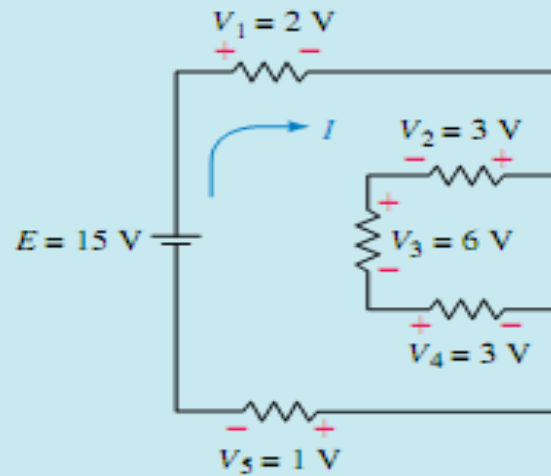 V₁ = 2 V
+ −
I
V₂ = 3 V
− +
E = 15 V
+
V₃ = 6 V
−
+ −
V₄ = 3 V
− +
V₅ = 1 V